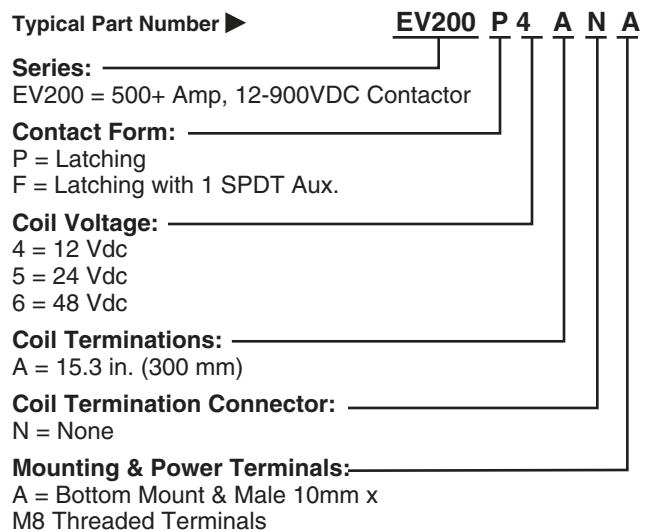 Typical Part Number ▶ EV200 P 4 A N A
Series:
EV200 = 500+ Amp, 12-900VDC Contactor
Contact Form:
P = Latching
F = Latching with 1 SPDT Aux.
Coil Voltage:
4 = 12 Vdc
5 = 24 Vdc
6 = 48 Vdc
Coil Terminations:
A = 15.3 in. (300 mm)
Coil Termination Connector:
N = None
Mounting & Power Terminals:
A = Bottom Mount & Male 10mm x
M8 Threaded Terminals